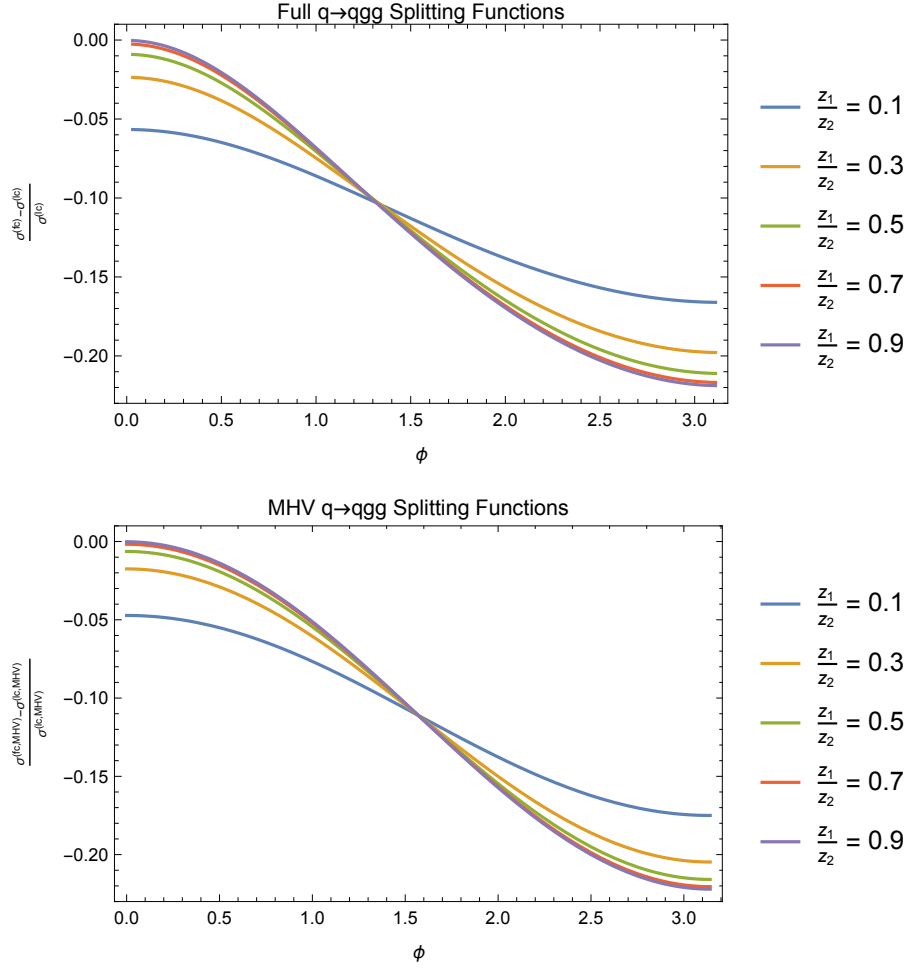 Full q→qgg Splitting Functions
0.00
−0.05
−0.10
−0.15
−0.20
σ(fc)−σ(lc)
σ(lc)
0.0 0.5 1.0 1.5 2.0 2.5 3.0
ϕ
z1
z2 = 0.1
z1
z2 = 0.3
z1
z2 = 0.5
z1
z2 = 0.7
z1
z2 = 0.9
MHV q→qgg Splitting Functions
0.00
−0.05
−0.10
−0.15
−0.20
σ(fc,MHV)−σ(lc,MHV)
σ(lc,MHV)
0.0 0.5 1.0 1.5 2.0 2.5 3.0
ϕ
z1
z2 = 0.1
z1
z2 = 0.3
z1
z2 = 0.5
z1
z2 = 0.7
z1
z2 = 0.9